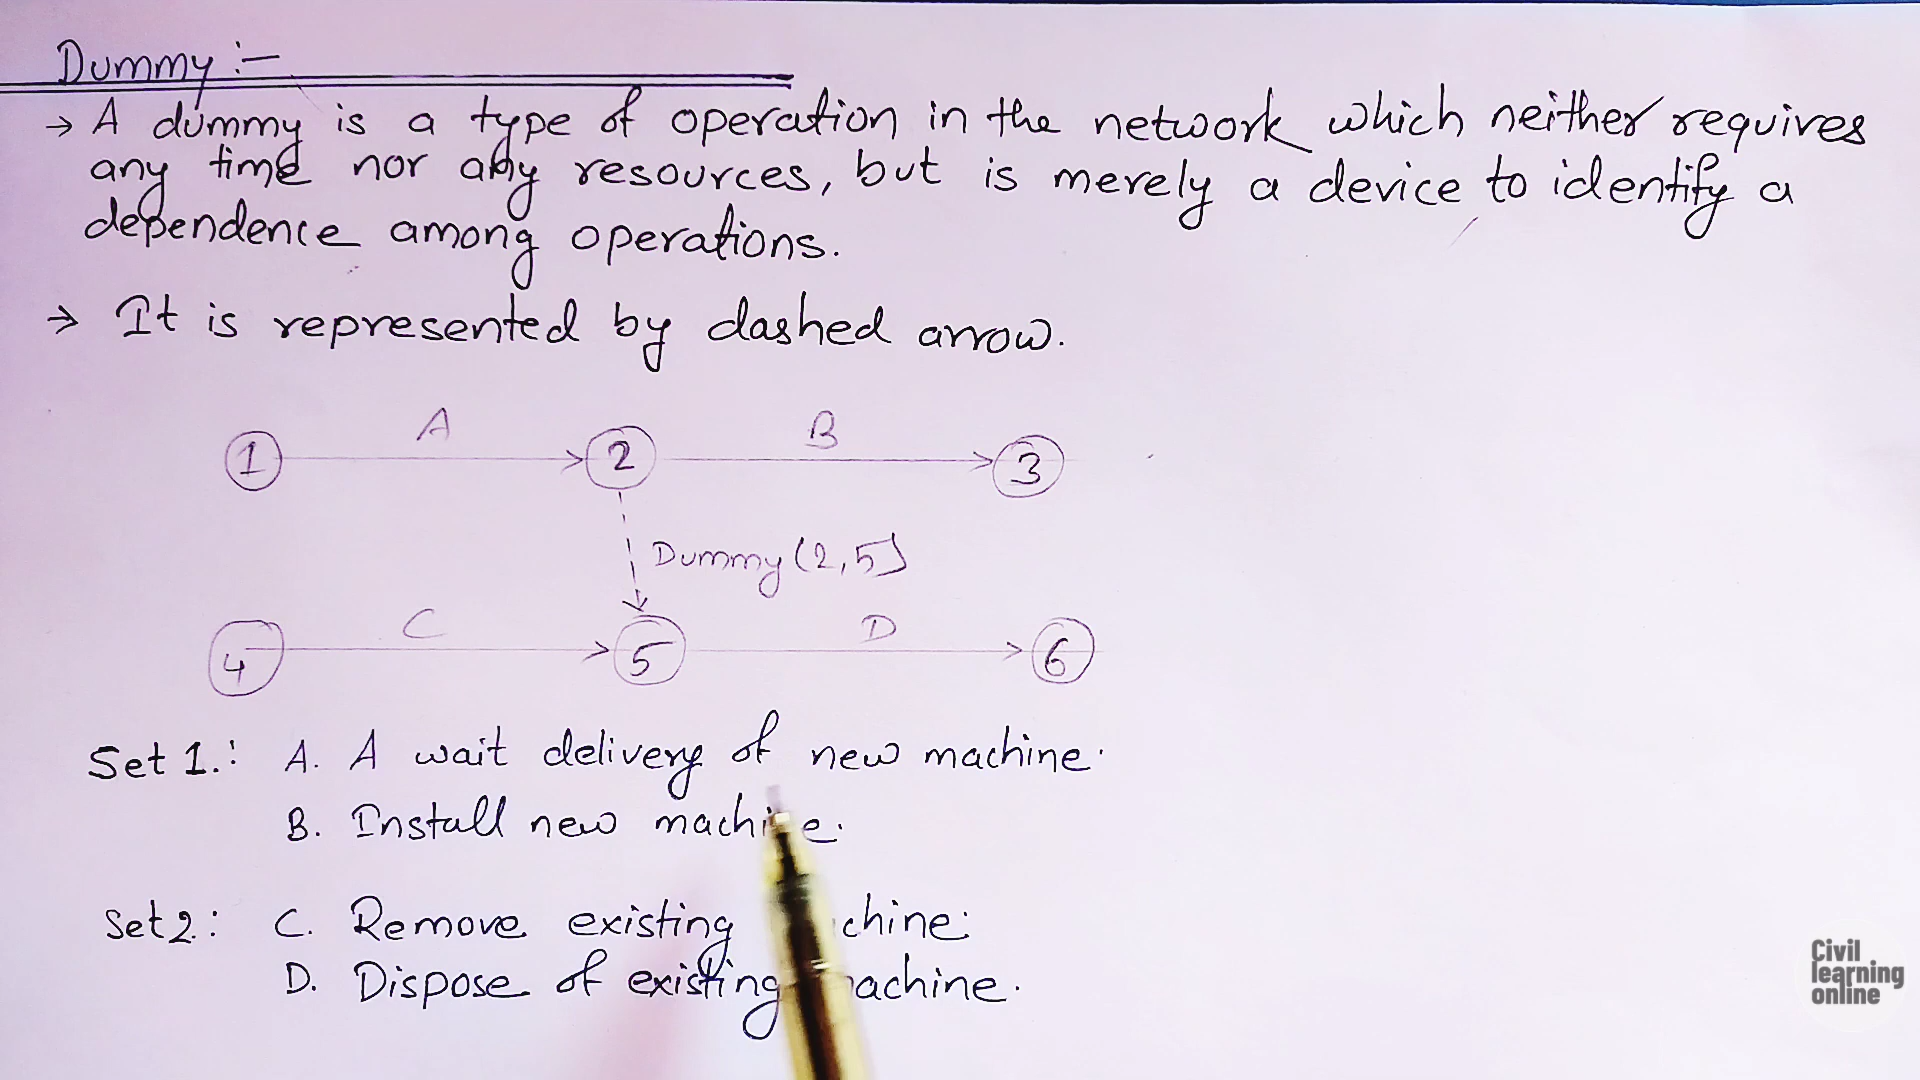 Dummy :-
→ A dummy is a type of operation in the network which neither requires
any time nor any resources, but is merely a device to identify a
dependence among operations.
→ It is represented by dashed arrow.
A B
1 2 3
Dummy (2,5)
C D
4 5 6
Set 1.: A. A wait delivery of new machine.
B. Install new machi e.
Set 2: C. Remove existing chine.
D. Dispose of existing achine.
Civil
learning
online